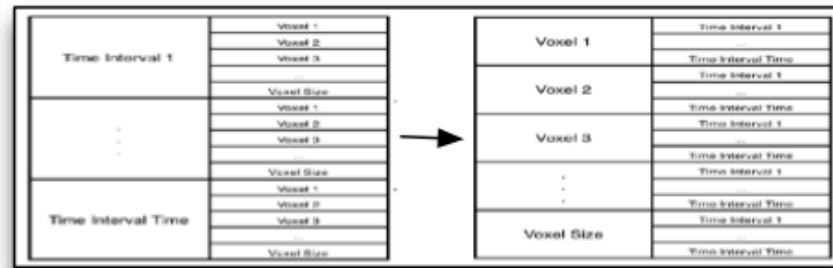 Time Interval 1
Voxel 1
Voxel 2
Voxel 3
...
Voxel Size
.
.
.
Voxel 1
Voxel 2
Voxel 3
...
Voxel Size
Time Interval Time
Voxel 1
Voxel 2
Voxel 3
...
Voxel Size
Voxel 1
Time Interval 1
...
Time Interval Time
Voxel 2
Time Interval 1
...
Time Interval Time
Voxel 3
Time Interval 1
...
Time Interval Time
.
.
.
Time Interval 1
...
Time Interval Time
Voxel Size
Time Interval 1
...
Time Interval Time